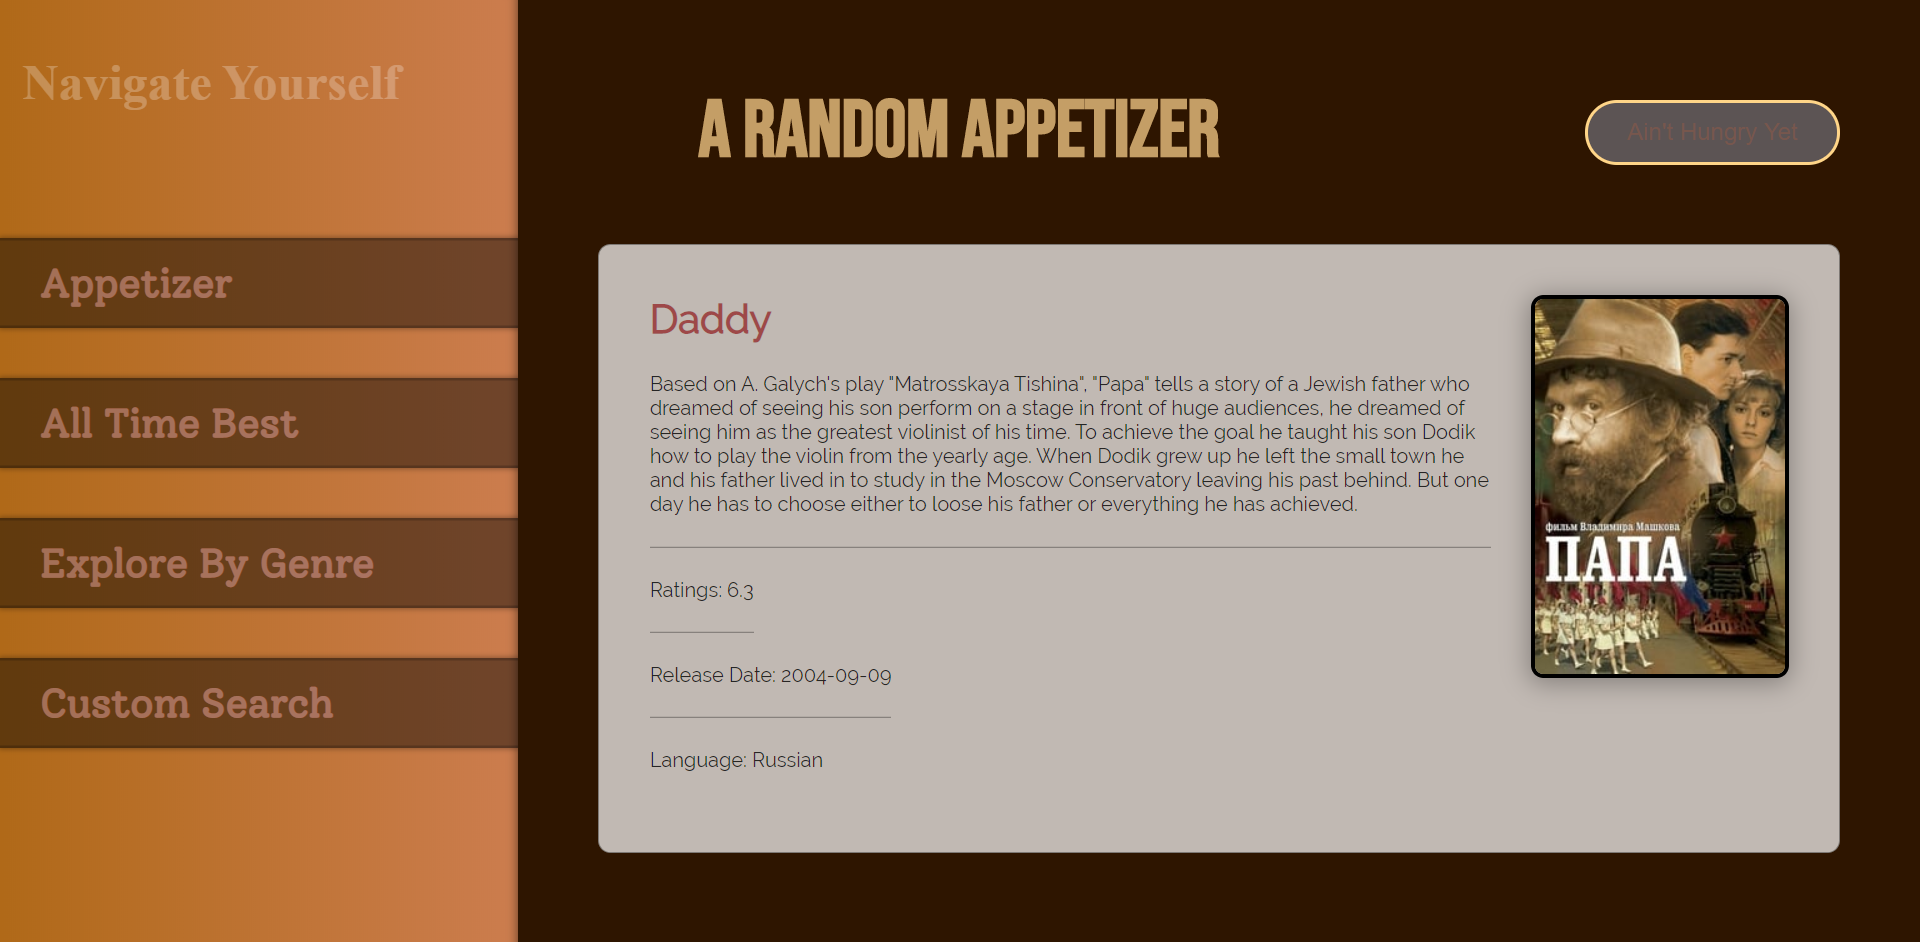 Navigate Yourself
Appetizer
All Time Best
Explore By Genre
Custom Search
A RANDOM APPETIZER
Ain't Hungry Yet
Daddy
Based on A. Galych's play "Matrosskaya Tishina", "Papa" tells a story of a Jewish father who
dreamed of seeing his son perform on a stage in front of huge audiences, he dreamed of
seeing him as the greatest violinist of his time. To achieve the goal he taught his son Dodik
how to play the violin from the yearly age. When Dodik grew up he left the small town he
and his father lived in to study in the Moscow Conservatory leaving his past behind. But one
day he has to choose either to loose his father or everything he has achieved.
Ratings: 6.3
Release Date: 2004-09-09
Language: Russian
фильм Владимира Машкова
ПАПА